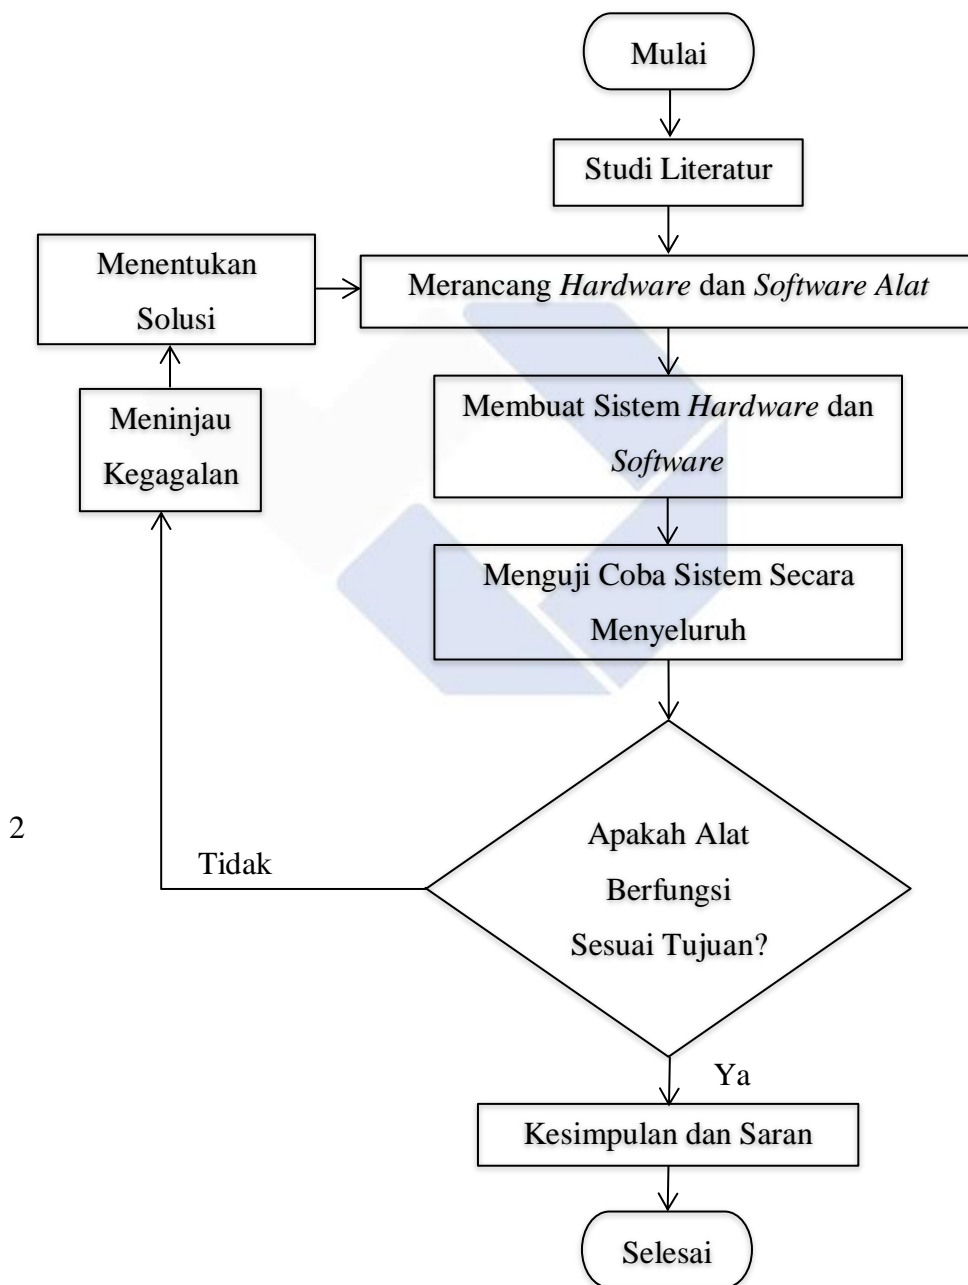 Mulai
Studi Literatur
Menentukan
Solusi
Merancang Hardware dan Software Alat
Meninjau
Kegagalan
Membuat Sistem Hardware dan
Software
Menguji Coba Sistem Secara
Menyeluruh
2
Tidak
Apakah Alat
Berfungsi
Sesuai Tujuan?
Ya
Kesimpulan dan Saran
Selesai